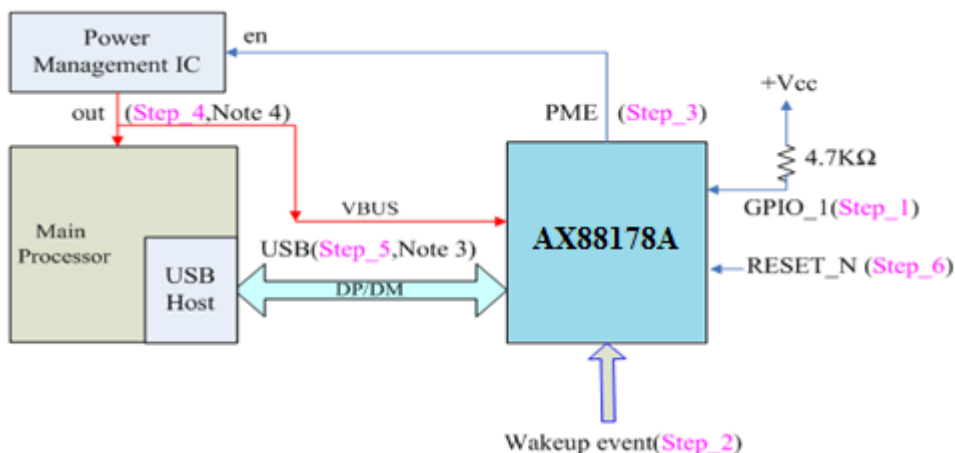 Power
Management IC
en
out (Step_4,Note 4)
PME (Step_3)
+Vcc
4.7KΩ
GPIO_1(Step_1)
VBUS
Main
Processor
USB
Host
USB(Step_5,Note 3)
DP/DM
AX88178A
RESET_N (Step_6)
Wakeup event(Step_2)